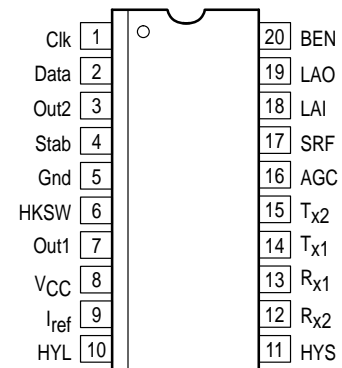 Clk 1 20 BEN
Data 2 19 LAO
Out2 3 18 LAI
Stab 4 17 SRF
Gnd 5 16 AGC
HKSW 6 15 Tx2
Out1 7 14 Tx1
VCC 8 13 Rx1
Iref 9 12 Rx2
HYL 10 11 HYS